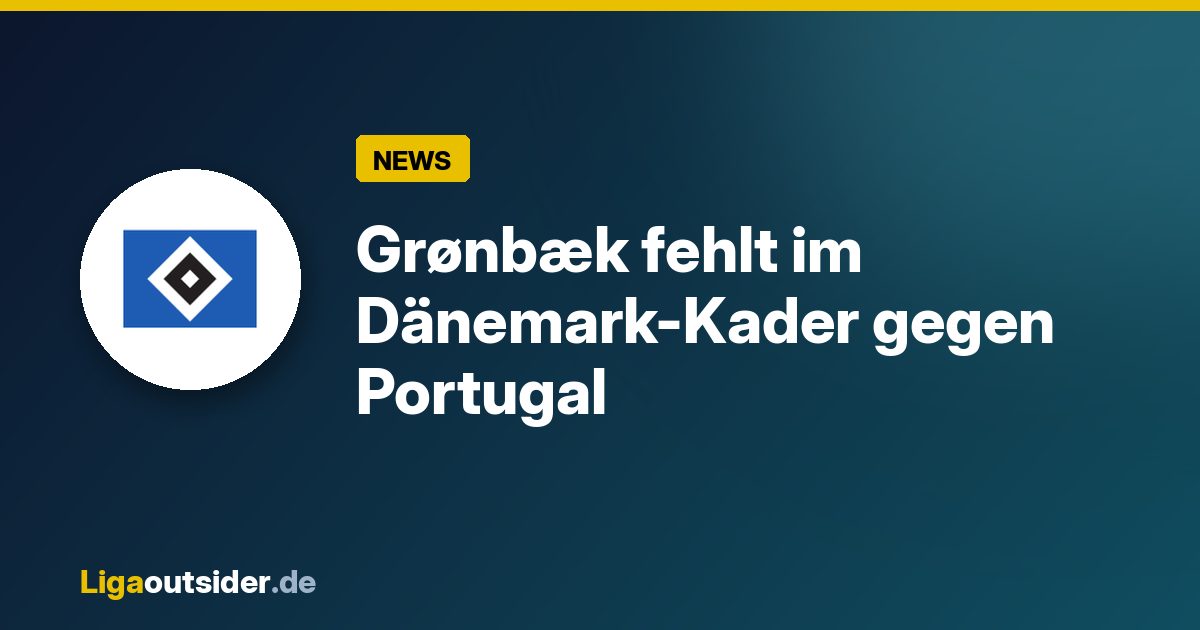 NEWS
Grønbæk fehlt im
Dänemark-Kader gegen
Portugal
Ligaoutsider.de